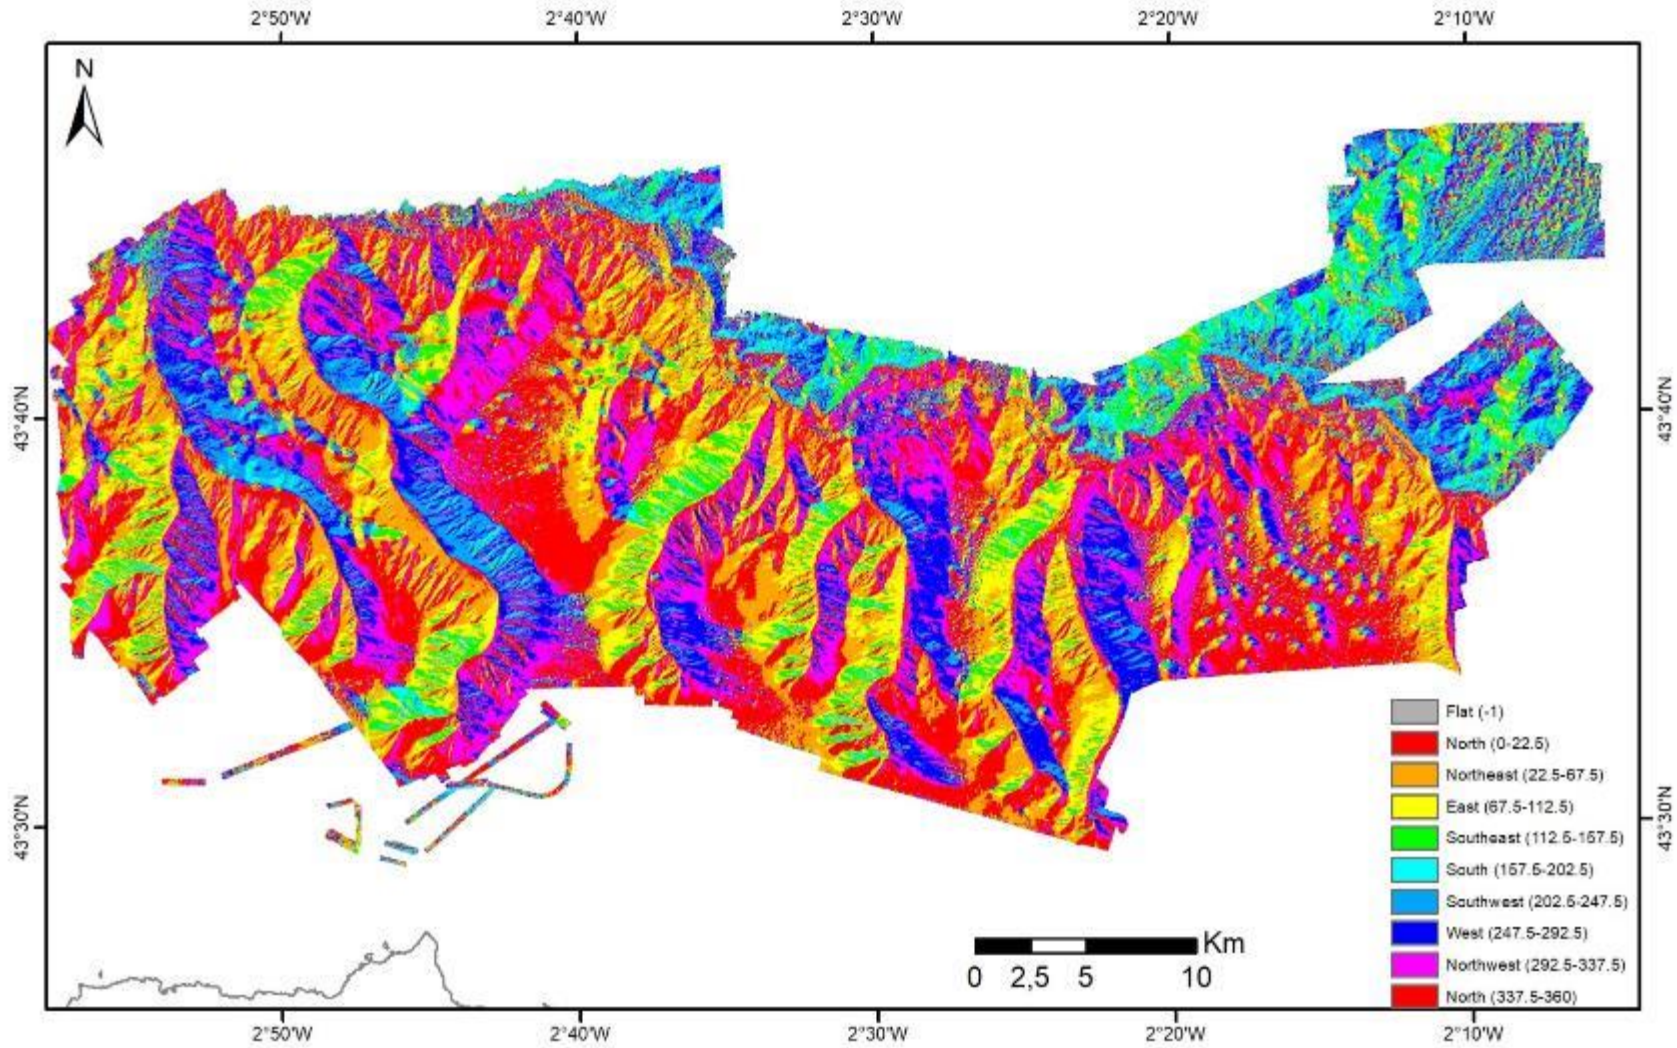 2°50'W 2°40'W 2°30'W 2°20'W 2°10'W
N
43°40'N 43°40'N
43°30'N 43°30'N
Flat (-1)
North (0-22.5)
Northeast (22.5-67.5)
East (67.5-112.5)
Southeast (112.5-157.5)
South (157.5-202.5)
Southwest (202.5-247.5)
West (247.5-292.5)
Northwest (292.5-337.5)
North (337.5-360)
Km
0 2,5 5 10
2°50'W 2°40'W 2°30'W 2°20'W 2°10'W